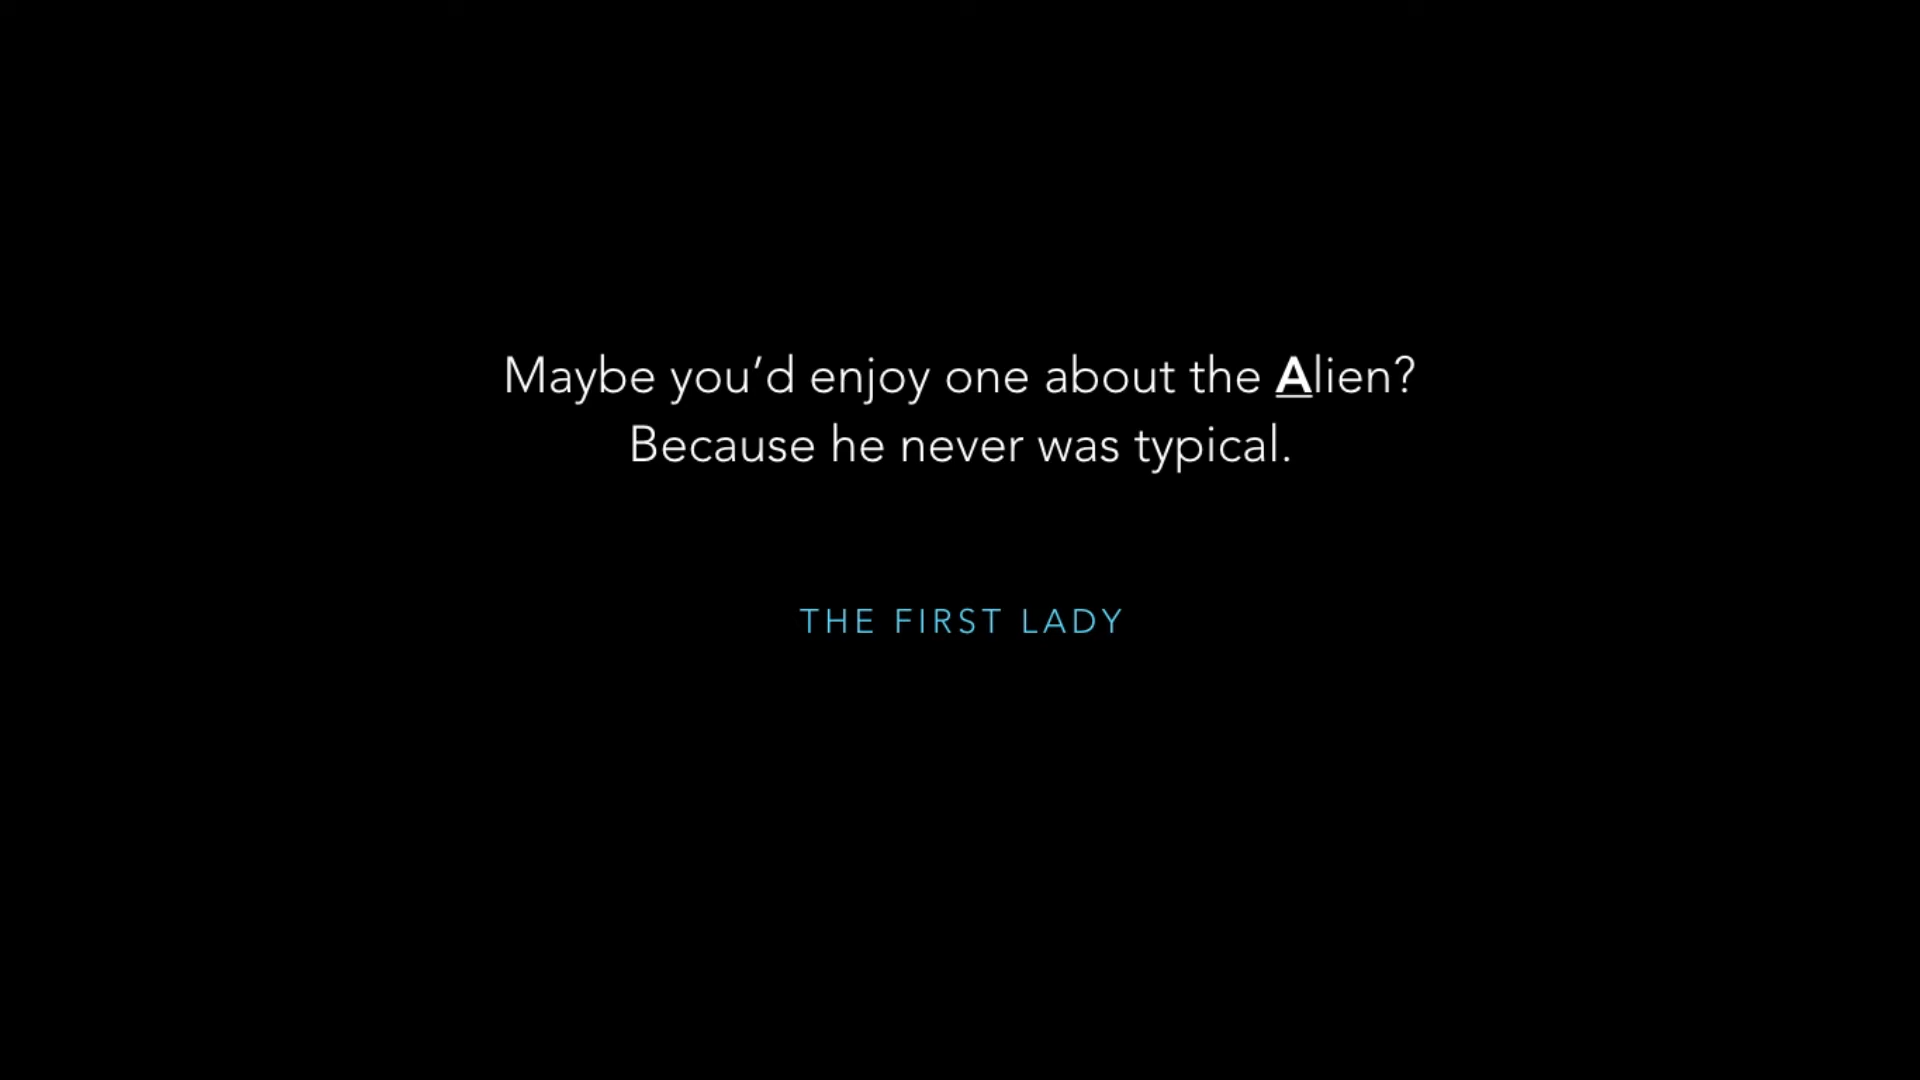 Maybe you’d enjoy one about the Alien?
Because he never was typical.
THE FIRST LADY